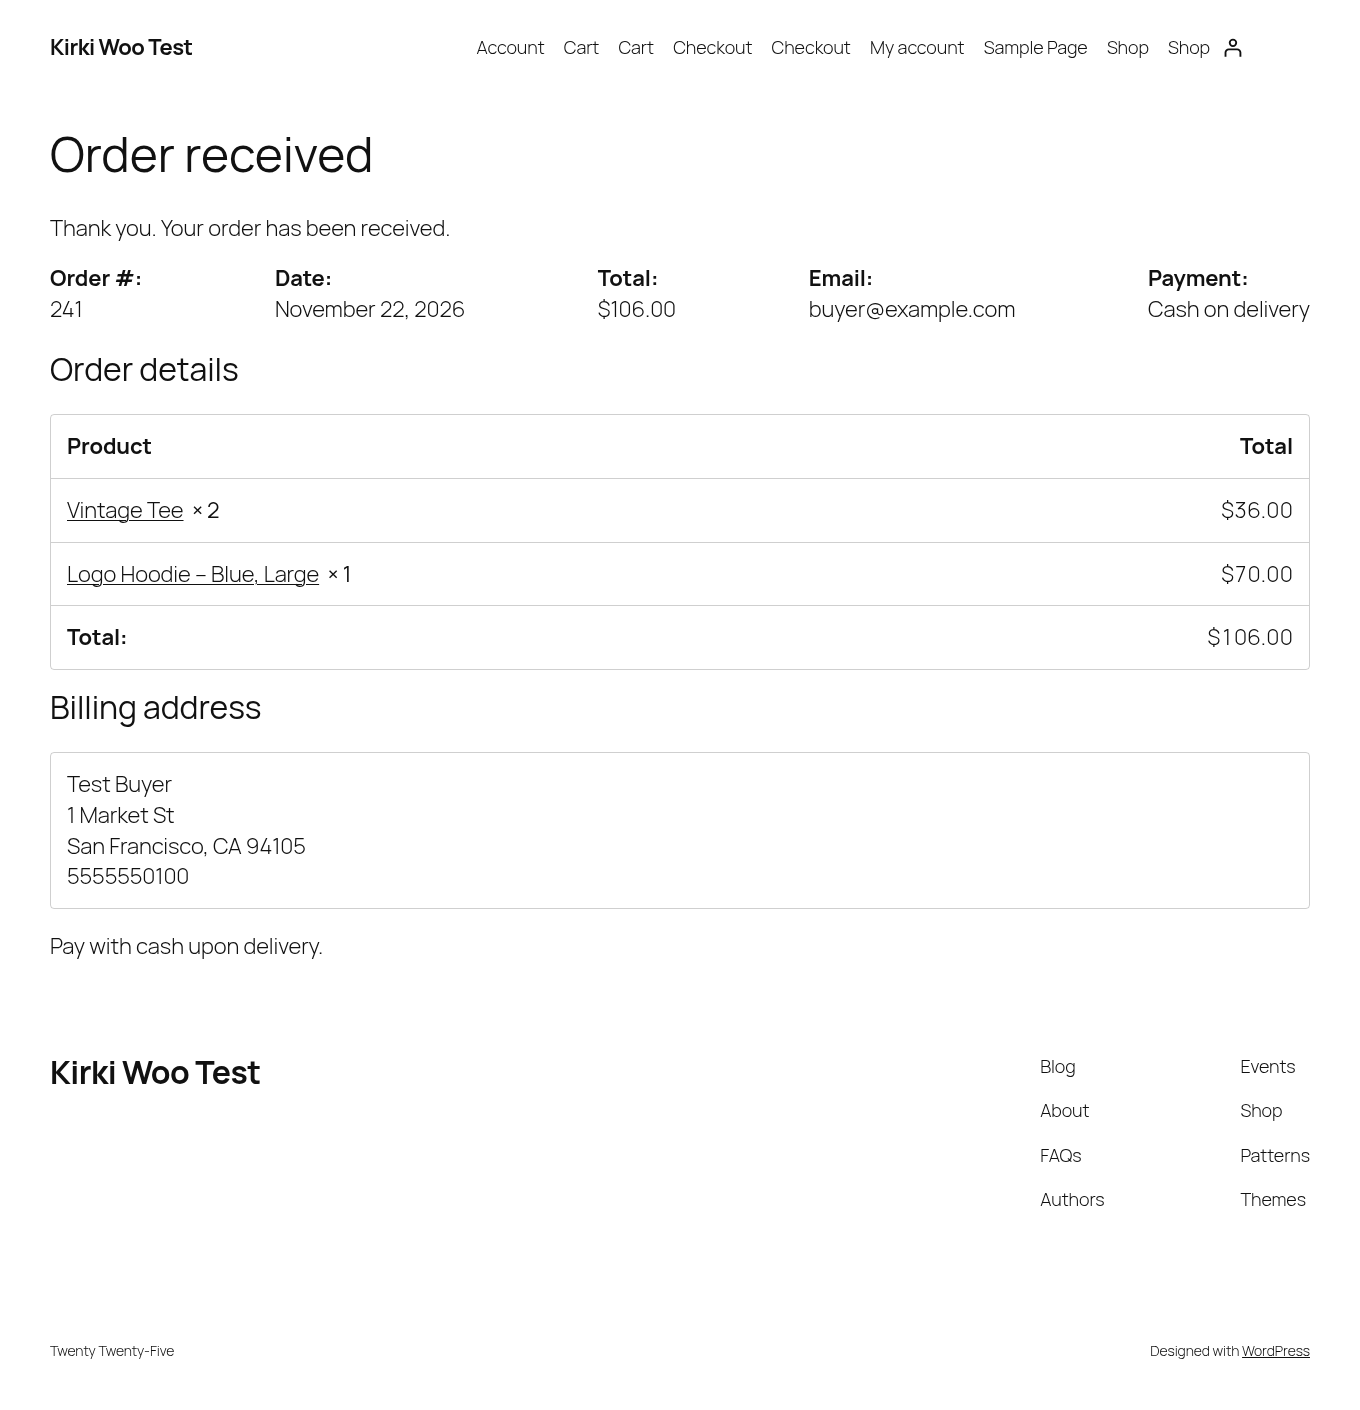 Kirki Woo Test
Account Cart Cart Checkout Checkout My account Sample Page Shop Shop
Order received
Thank you. Your order has been received.
Order #: Date: Total: Email: Payment:
241 November 22, 2026 $106.00 buyer@example.com Cash on delivery
Order details
Product Total
Vintage Tee × 2 $36.00
Logo Hoodie – Blue, Large × 1 $70.00
Total: $106.00
Billing address
Test Buyer
1 Market St
San Francisco, CA 94105
5555550100
Pay with cash upon delivery.
Kirki Woo Test
Blog Events
About Shop
FAQs Patterns
Authors Themes
Twenty Twenty-Five Designed with WordPress